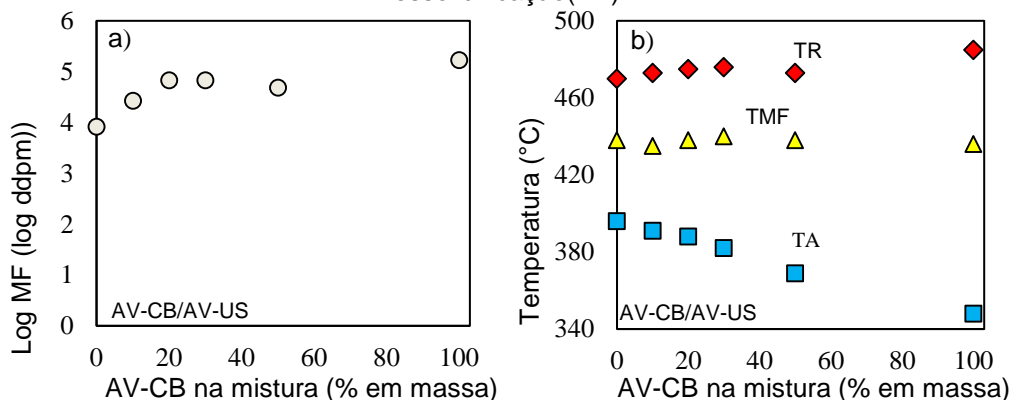 a)
6
5
4
3
2
1
0
Log MF (log ddpm))
AV-CB/AV-US
0 20 40 60 80 100
AV-CB na mistura (% em massa)
b)
500
460
420
380
340
Temperatura (°C)
TR
TMF
TA
AV-CB/AV-US
0 20 40 60 80 100
AV-CB na mistura (% em massa)